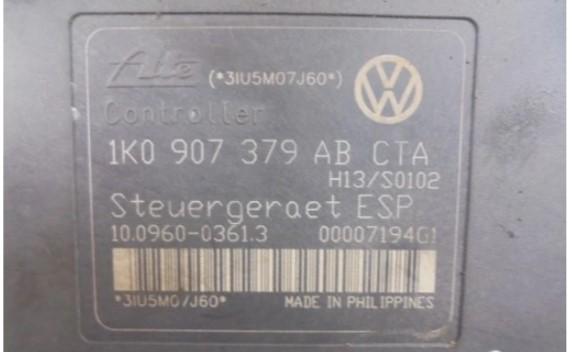 Ate (*3IU5M07J60*)
Controller
1K0 907 379 AB CTA
H13/S0102
Steuergeraet ESP
10.0960-0361.3 00007194G1
*3IU5M07J60* MADE IN PHILIPPINES